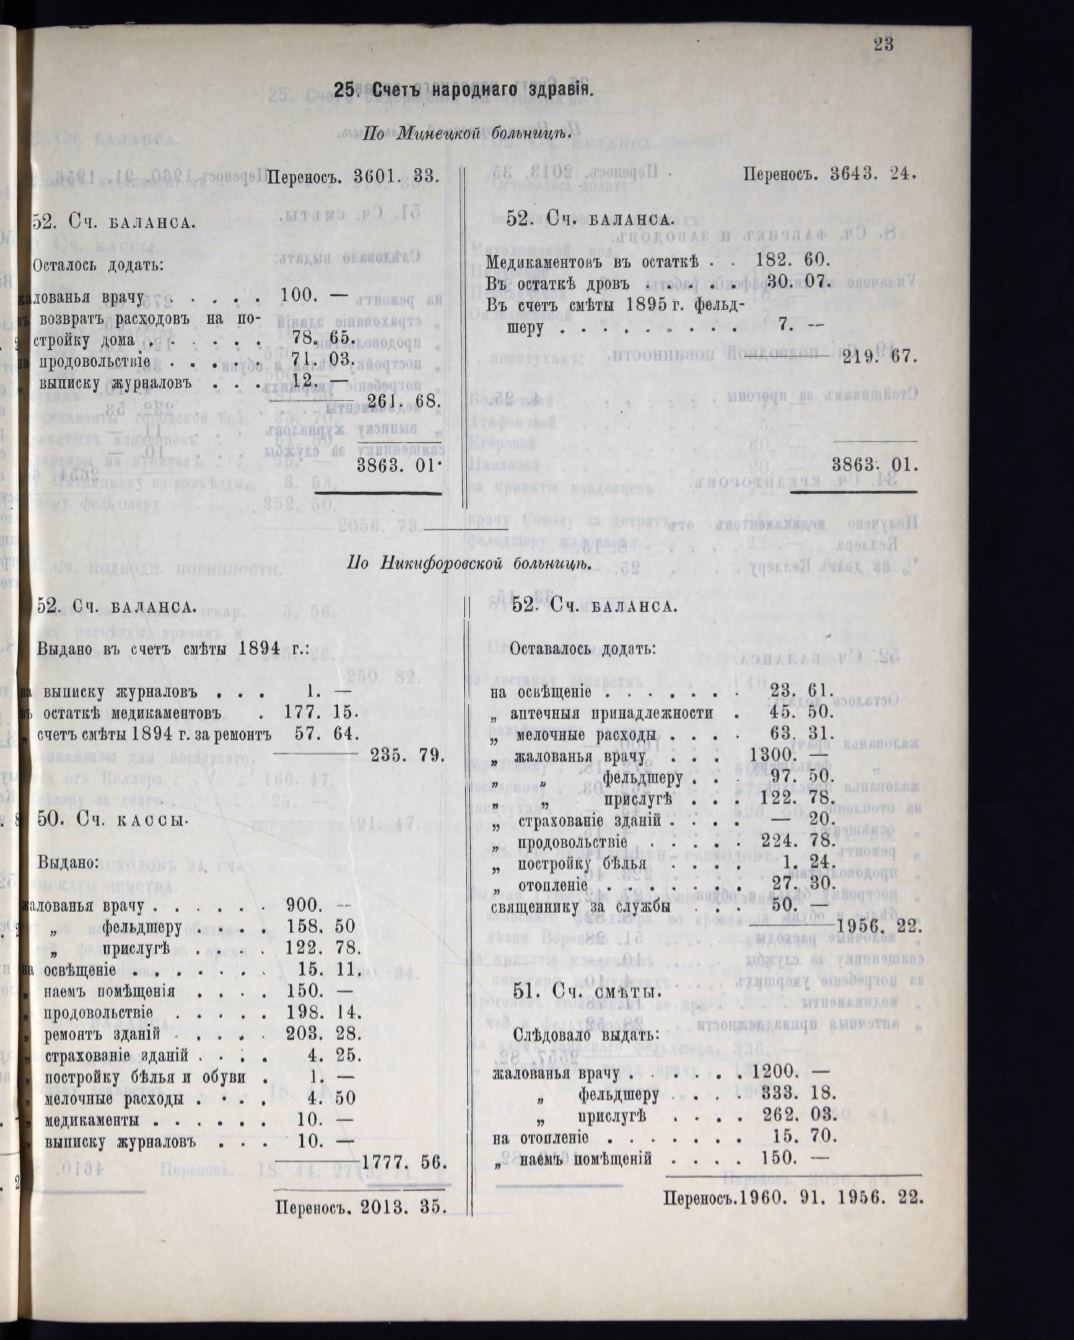 23
25. Счетъ народнаго здравія.
По Минецкой больницѣ.
Переносъ. 3601. 33.
52. Сч. БАЛАНСА.
Осталось додать:
жалованья врачу . . . . . 100. —
возвратъ расходовъ на по-
стройку дома . . . . . . 78. 65.
продовольствіе . . . . . 71. 03.
выписку журналовъ . . . 12. —
261. 68.
3863. 01.
Переносъ. 3643. 24.
52. Сч. БАЛАНСА.
Медикаментовъ въ остаткѣ . . 182. 60.
Въ остаткѣ дровъ . . . . . 30. 07.
Въ счетъ смѣты 1895 г. фельд-
шеру . . . . . . . . . 7. —
219. 67.
3863. 01.
По Никифоровской больницѣ.
52. Сч. БАЛАНСА.
Выдано въ счетъ смѣты 1894 г.:
на выписку журналовъ . . . 1. —
въ остаткѣ медикаментовъ . 177. 15.
„ счетъ смѣты 1894 г. за ремонтъ 57. 64.
235. 79.
50. Сч. КАССЫ.
Выдано:
жалованья врачу . . . . . . 900. —
„ фельдшеру . . . . 158. 50
„ прислугѣ . . . . 122. 78.
на освѣщеніе . . . . . . . 15. 11.
„ наемъ помѣщенія . . . . 150. —
„ продовольствіе . . . . . 198. 14.
„ ремонтъ зданій . . . . . 203. 28.
„ страхованіе зданій . . . . 4. 25.
„ постройку бѣлья и обуви . 1. —
„ мелочные расходы . . . . 4. 50
„ медикаменты . . . . . . 10. —
„ выписку журналовъ . . . 10. —
1777. 56.
Переносъ. 2013. 35.
52. Сч. БАЛАНСА.
Оставалось додать:
на освѣщеніе . . . . . . . 23. 61.
„ аптечныя принадлежности . 45. 50.
„ мелочные расходы . . . . 63. 31.
„ жалованья врачу . . . 1300. —
„ „ фельдшеру . . . 97. 50.
„ „ прислугѣ . . . 122. 78.
„ страхованіе зданій . . . . — 20.
„ продовольствіе . . . . . 224. 78.
„ постройку бѣлья . . . . 1. 24.
„ отопленіе . . . . . . . 27. 30.
священнику за службы . . . 50. —
1956. 22.
51. Сч. СМѢТЫ.
Слѣдовало выдать:
жалованья врачу . . . . . . 1200. —
„ фельдшеру . . . . 333. 18.
„ прислугѣ . . . . 262. 03.
на отопленіе . . . . . . . 15. 70.
„ наемъ помѣщеній . . . . 150. —
Переносъ. 1960. 91. 1956. 22.